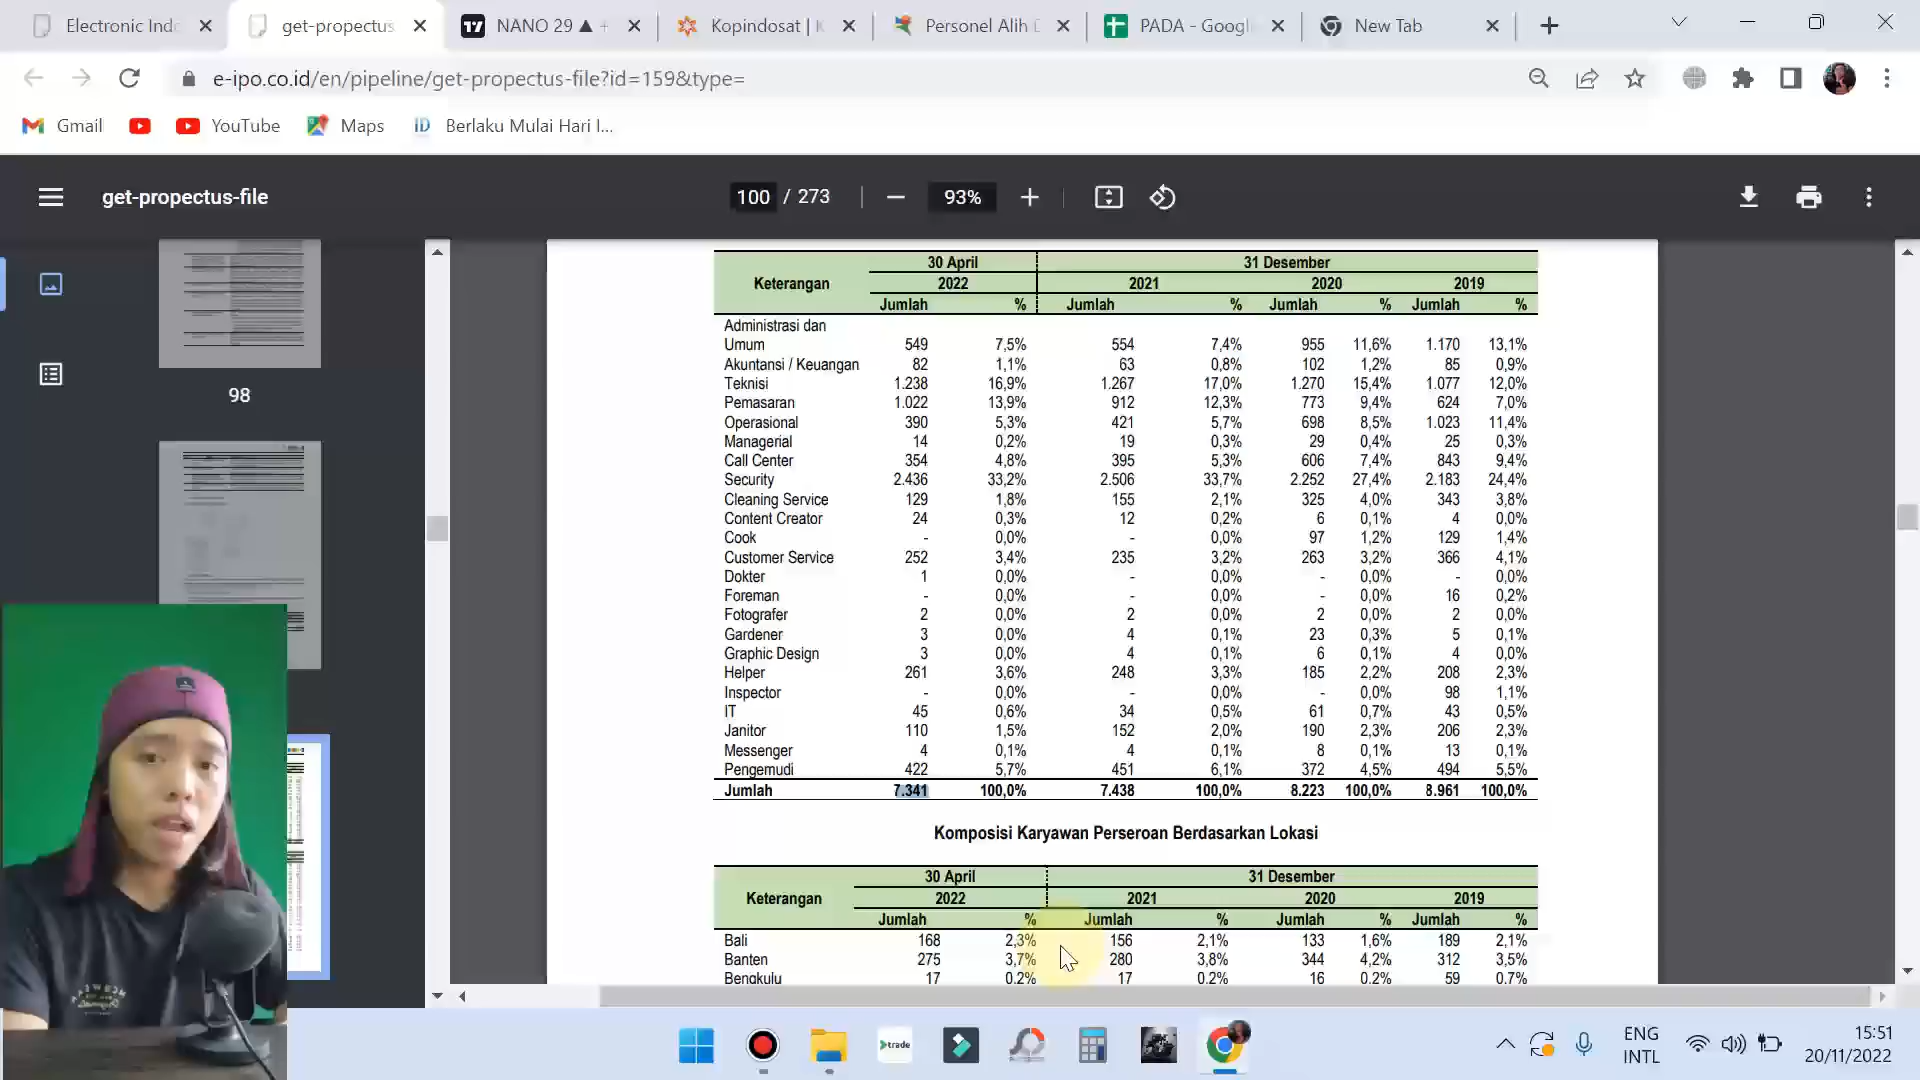 Electronic Indo
get-propectus
NANO 29 ▲ +
Kopindosat | K
Personel Alih D
PADA - Google
New Tab
e-ipo.co.id/en/pipeline/get-propectus-file?id=159&type=
Gmail
YouTube
Maps
Berlaku Mulai Hari I...
get-propectus-file
100 / 273
93%
98
Keterangan 30 April 31 Desember
2022 2021 2020 2019
Jumlah % Jumlah % Jumlah % Jumlah %
Administrasi dan
Umum 549 7,5% 554 7,4% 955 11,6% 1.170 13,1%
Akuntansi / Keuangan 82 1,1% 63 0,8% 102 1,2% 85 0,9%
Teknisi 1.238 16,9% 1.267 17,0% 1.270 15,4% 1.077 12,0%
Pemasaran 1.022 13,9% 912 12,3% 773 9,4% 624 7,0%
Operasional 390 5,3% 421 5,7% 698 8,5% 1.023 11,4%
Managerial 14 0,2% 19 0,3% 29 0,4% 25 0,3%
Call Center 354 4,8% 395 5,3% 606 7,4% 843 9,4%
Security 2.436 33,2% 2.506 33,7% 2.252 27,4% 2.183 24,4%
Cleaning Service 129 1,8% 155 2,1% 325 4,0% 343 3,8%
Content Creator 24 0,3% 12 0,2% 6 0,1% 4 0,0%
Cook - 0,0% - 0,0% 97 1,2% 129 1,4%
Customer Service 252 3,4% 235 3,2% 263 3,2% 366 4,1%
Dokter 1 0,0% - 0,0% - 0,0% - 0,0%
Foreman - 0,0% - 0,0% - 0,0% 16 0,2%
Fotografer 2 0,0% 2 0,0% 2 0,0% 2 0,0%
Gardener 3 0,0% 4 0,1% 23 0,3% 5 0,1%
Graphic Design 3 0,0% 4 0,1% 6 0,1% 4 0,0%
Helper 261 3,6% 248 3,3% 185 2,2% 208 2,3%
Inspector - 0,0% - 0,0% - 0,0% 98 1,1%
IT 45 0,6% 34 0,5% 61 0,7% 43 0,5%
Janitor 110 1,5% 152 2,0% 190 2,3% 206 2,3%
Messenger 4 0,1% 4 0,1% 8 0,1% 13 0,1%
Pengemudi 422 5,7% 451 6,1% 372 4,5% 494 5,5%
Jumlah 7.341 100,0% 7.438 100,0% 8.223 100,0% 8.961 100,0%
Komposisi Karyawan Perseroan Berdasarkan Lokasi
Keterangan 30 April 31 Desember
2022 2021 2020 2019
Jumlah % Jumlah % Jumlah % Jumlah %
Bali 168 2,3% 156 2,1% 133 1,6% 189 2,1%
Banten 275 3,7% 280 3,8% 344 4,2% 312 3,5%
Bengkulu 17 0,2% 17 0,2% 16 0,2% 59 0,7%
trade
ENG
INTL
15:51
20/11/2022